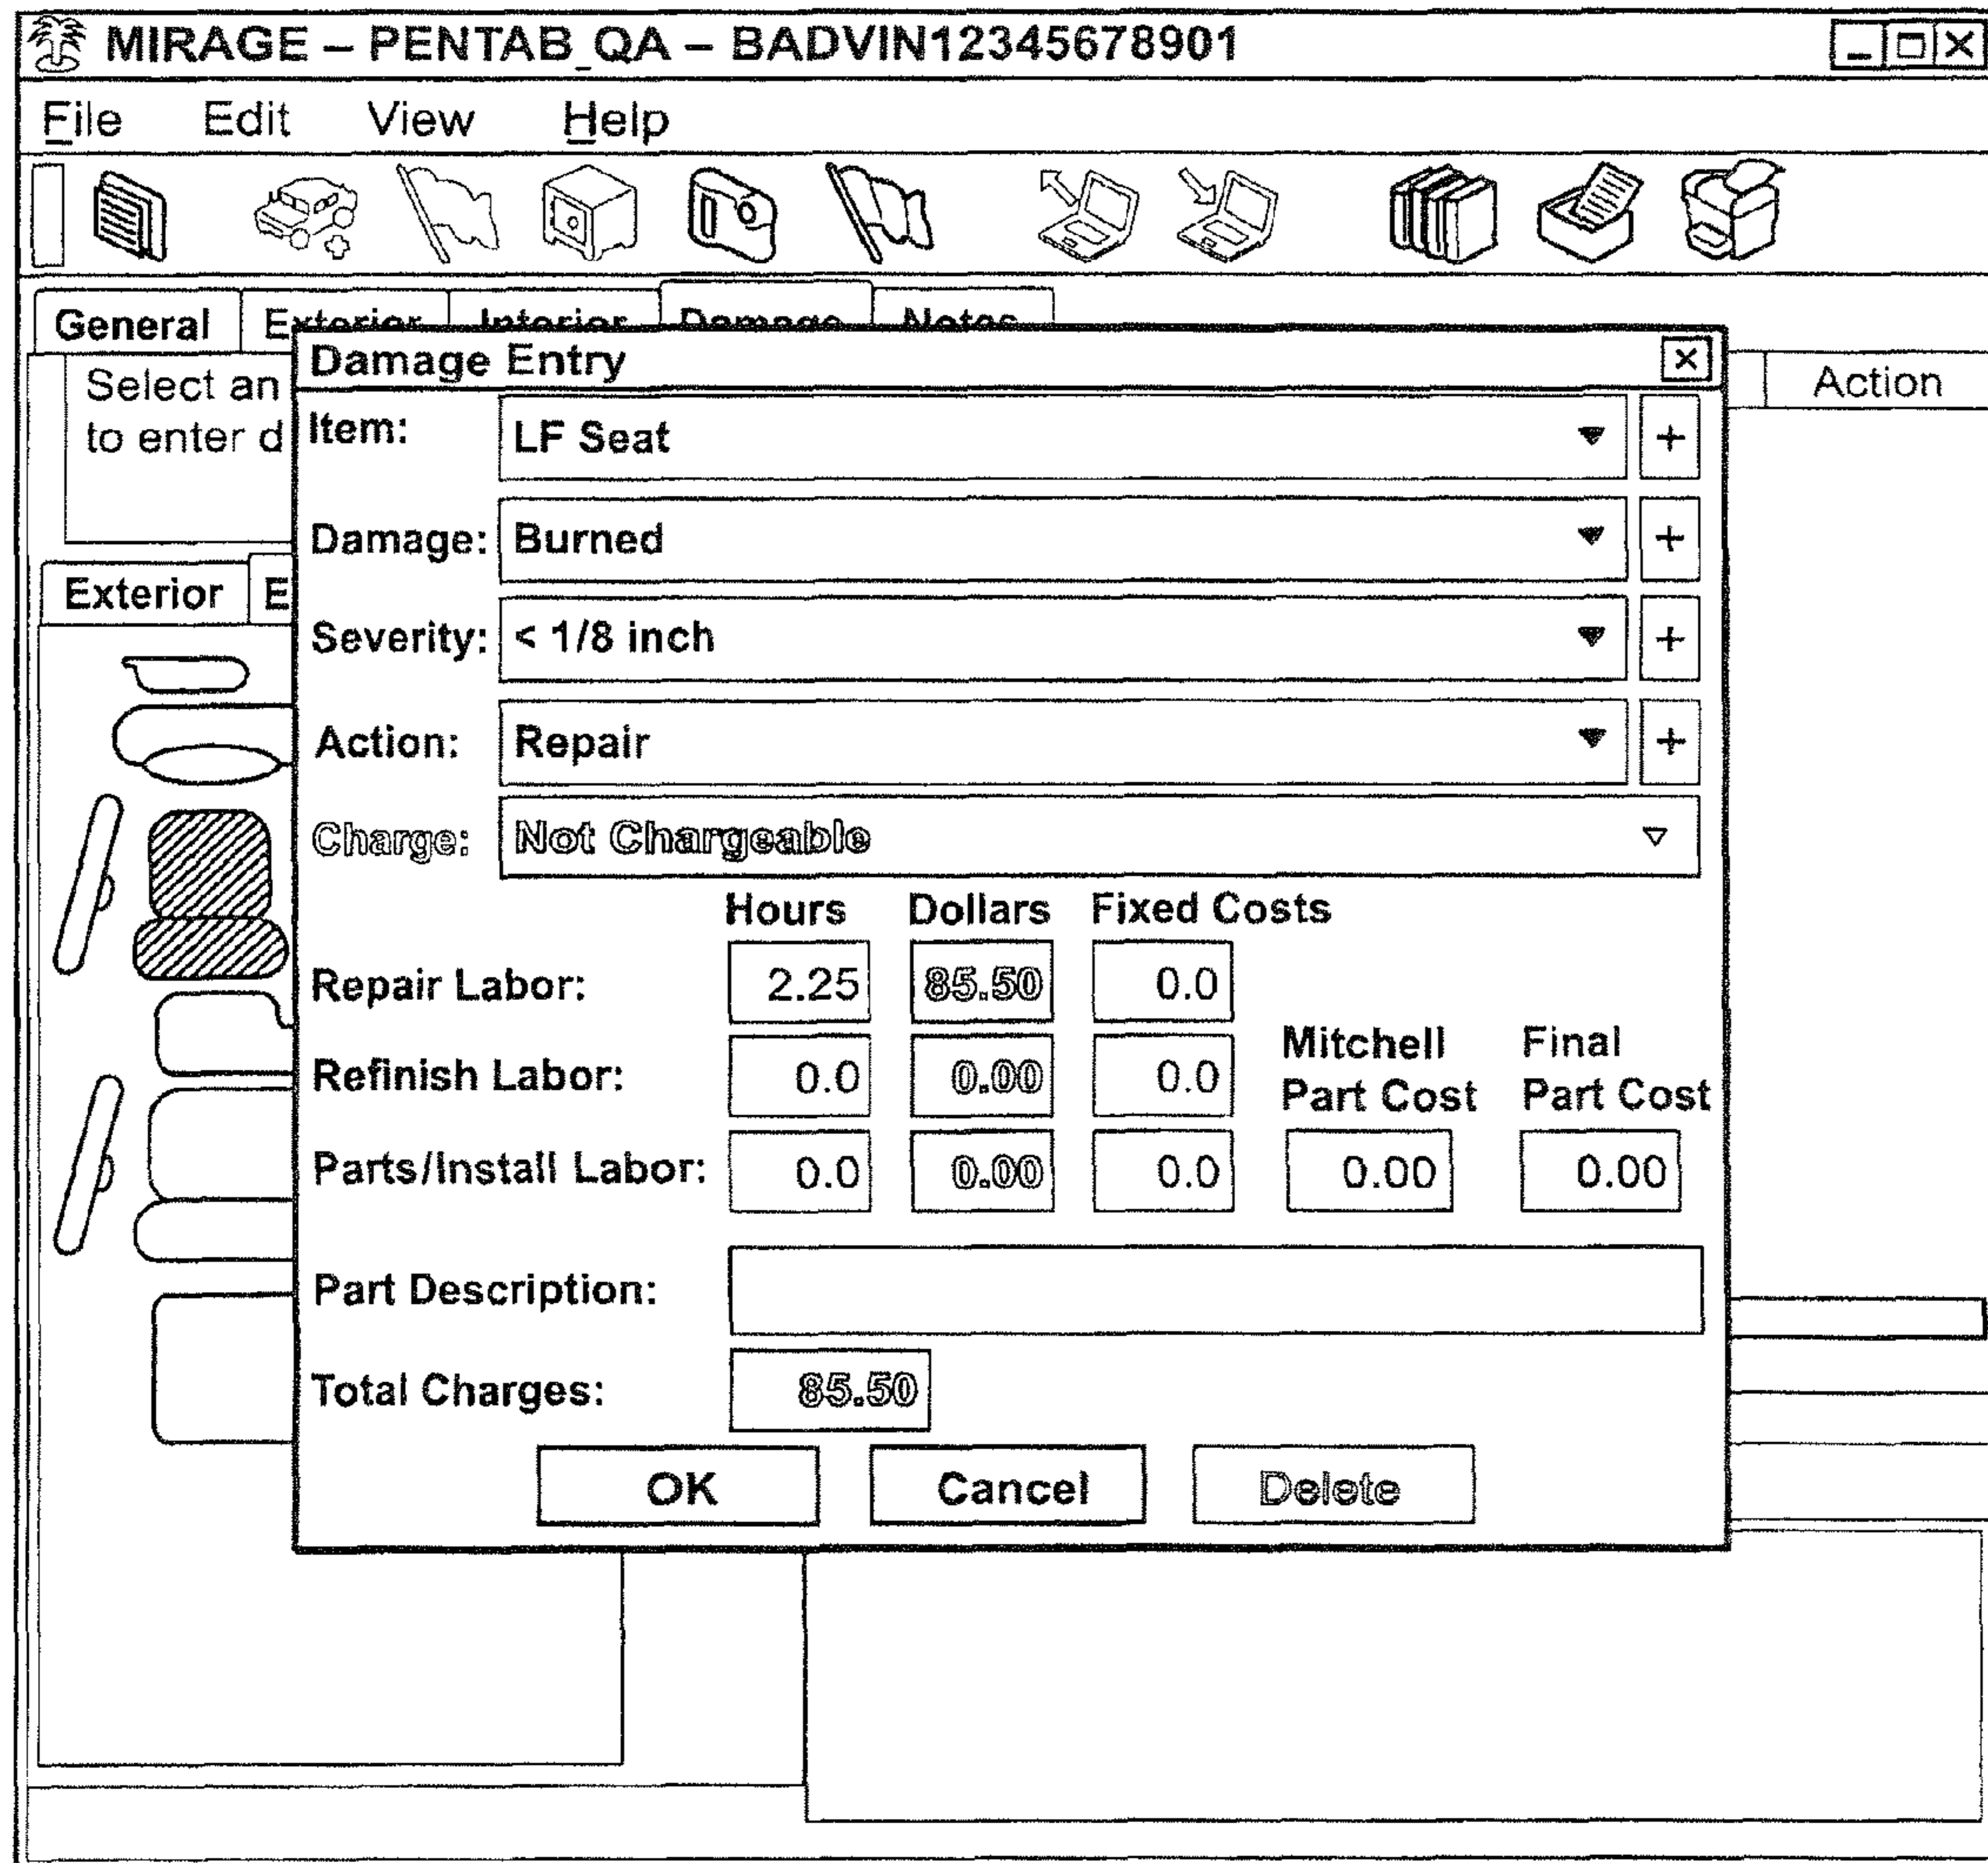 MIRAGE – PENTAB_QA – BADVIN12345678901
File Edit View Help
General Exterior Interior Damage Notes
Damage Entry
Select an
to enter d
Action
Item: LF Seat +
Damage: Burned +
Exterior E
Severity: < 1/8 inch +
Action: Repair +
Charge: Not Chargeable
Hours Dollars Fixed Costs
Repair Labor: 2.25 85.50 0.0
Mitchell Part Cost Final Part Cost
Refinish Labor: 0.0 0.00 0.0
Parts/Install Labor: 0.0 0.00 0.0 0.00 0.00
Part Description:
Total Charges: 85.50
OK Cancel Delete